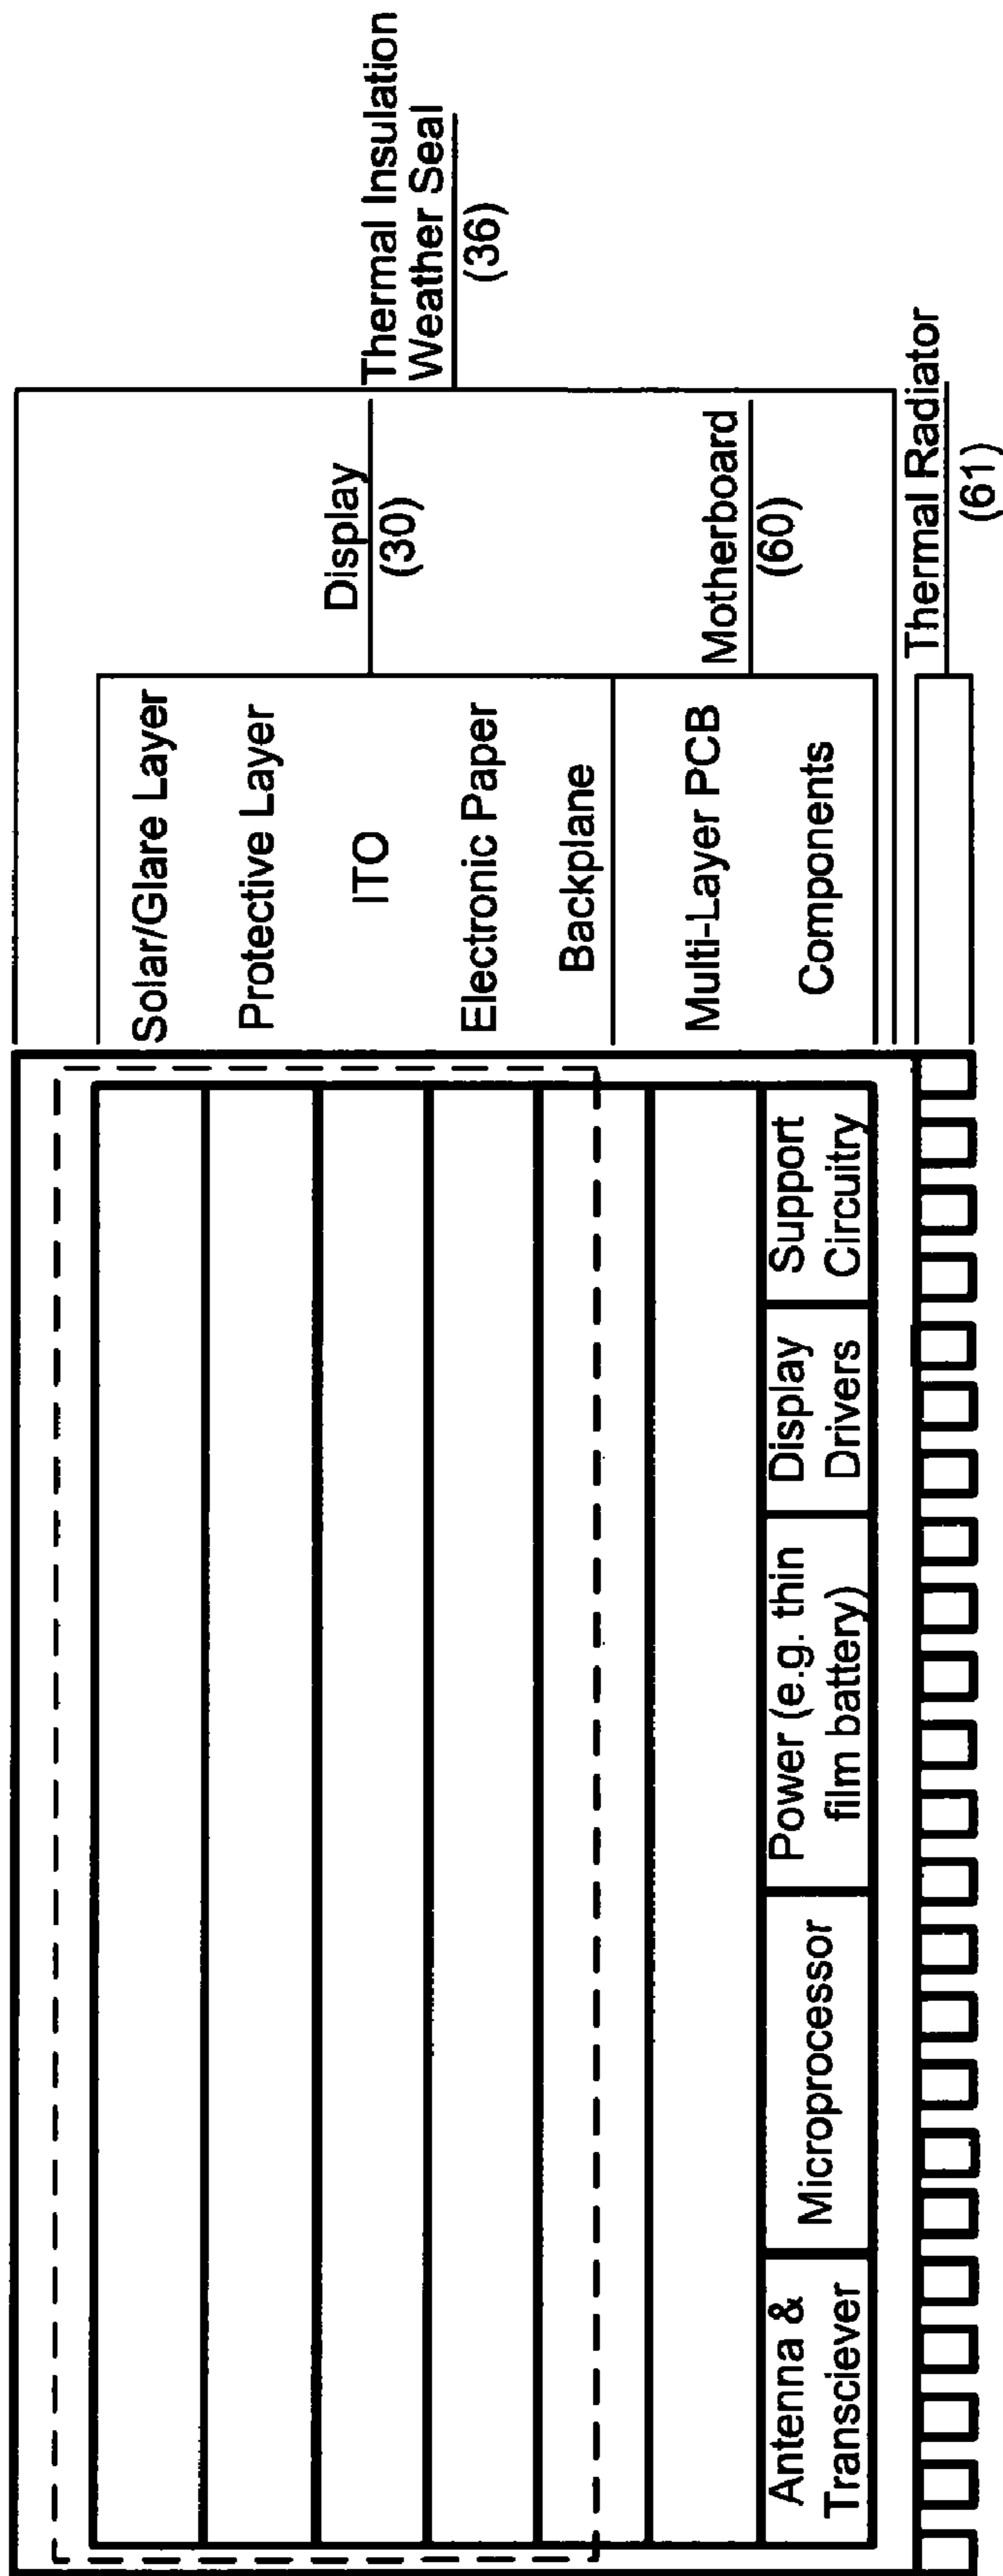 Thermal Insulation
Weather Seal
(36)
Display
(30)
Motherboard
(60)
Thermal Radiator
(61)
Solar/Glare Layer
Protective Layer
ITO
Electronic Paper
Backplane
Multi-Layer PCB
Components
Antenna &
Transciever
Microprocessor
Power (e.g. thin
film battery)
Display
Drivers
Support
Circuitry